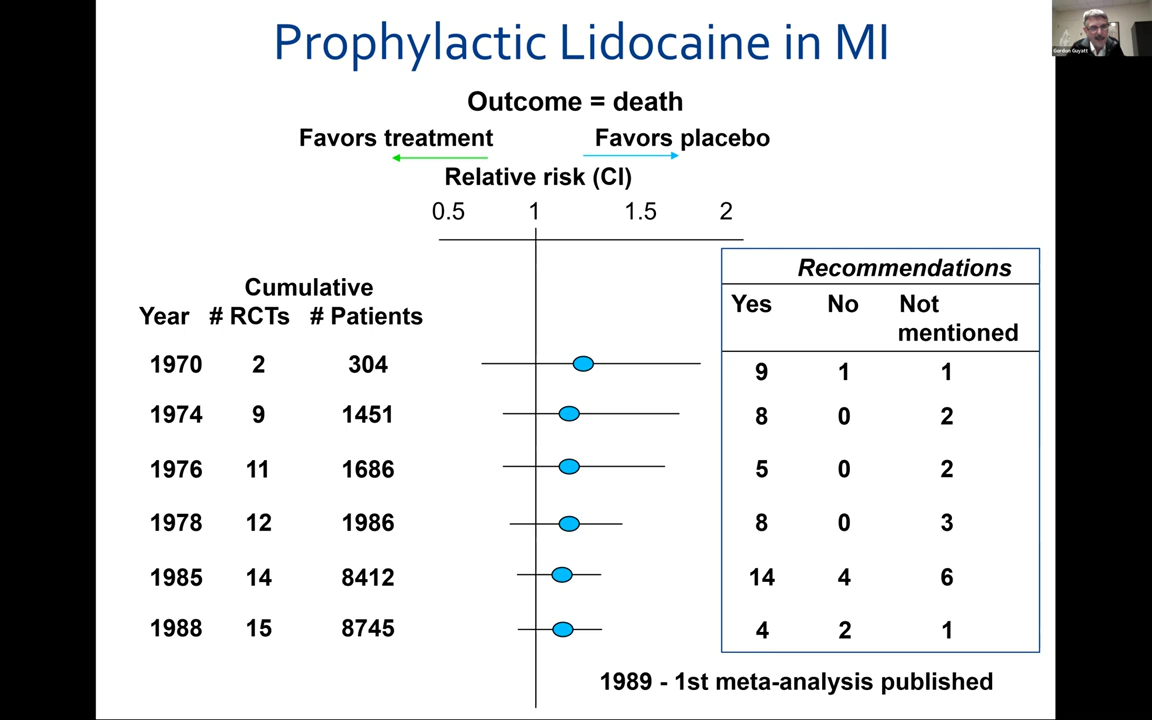 Prophylactic Lidocaine in MI
Gordon Guyatt
Outcome = death
Favors treatment Favors placebo
Relative risk (CI)
0.5 1 1.5 2
Recommendations
Cumulative
Year # RCTs # Patients
Yes No Not
mentioned
1970 2 304 9 1 1
1974 9 1451 8 0 2
1976 11 1686 5 0 2
1978 12 1986 8 0 3
1985 14 8412 14 4 6
1988 15 8745 4 2 1
1989 - 1st meta-analysis published